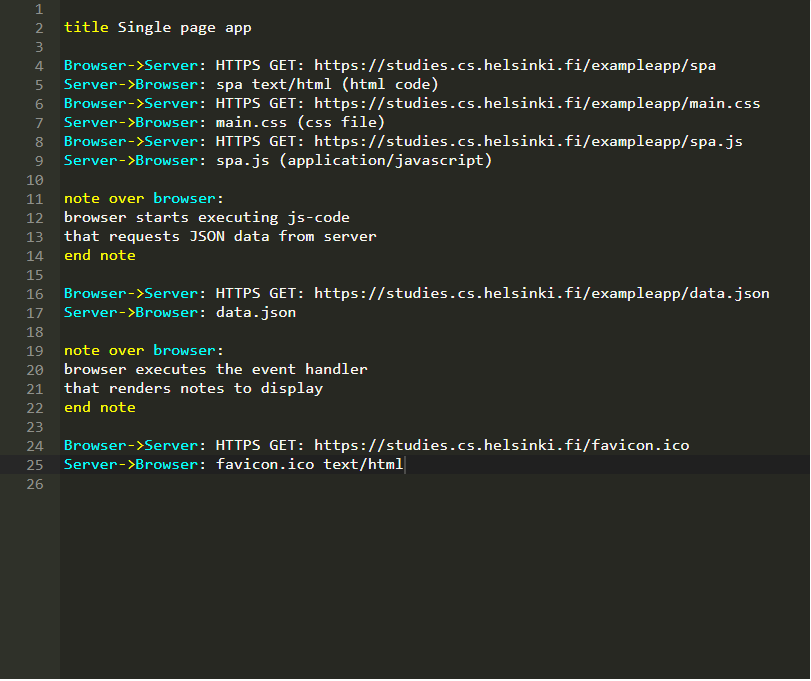 1
2 title Single page app
3
4 Browser->Server: HTTPS GET: https://studies.cs.helsinki.fi/exampleapp/spa
5 Server->Browser: spa text/html (html code)
6 Browser->Server: HTTPS GET: https://studies.cs.helsinki.fi/exampleapp/main.css
7 Server->Browser: main.css (css file)
8 Browser->Server: HTTPS GET: https://studies.cs.helsinki.fi/exampleapp/spa.js
9 Server->Browser: spa.js (application/javascript)
10
11 note over browser:
12 browser starts executing js-code
13 that requests JSON data from server
14 end note
15
16 Browser->Server: HTTPS GET: https://studies.cs.helsinki.fi/exampleapp/data.json
17 Server->Browser: data.json
18
19 note over browser:
20 browser executes the event handler
21 that renders notes to display
22 end note
23
24 Browser->Server: HTTPS GET: https://studies.cs.helsinki.fi/favicon.ico
25 Server->Browser: favicon.ico text/html
26